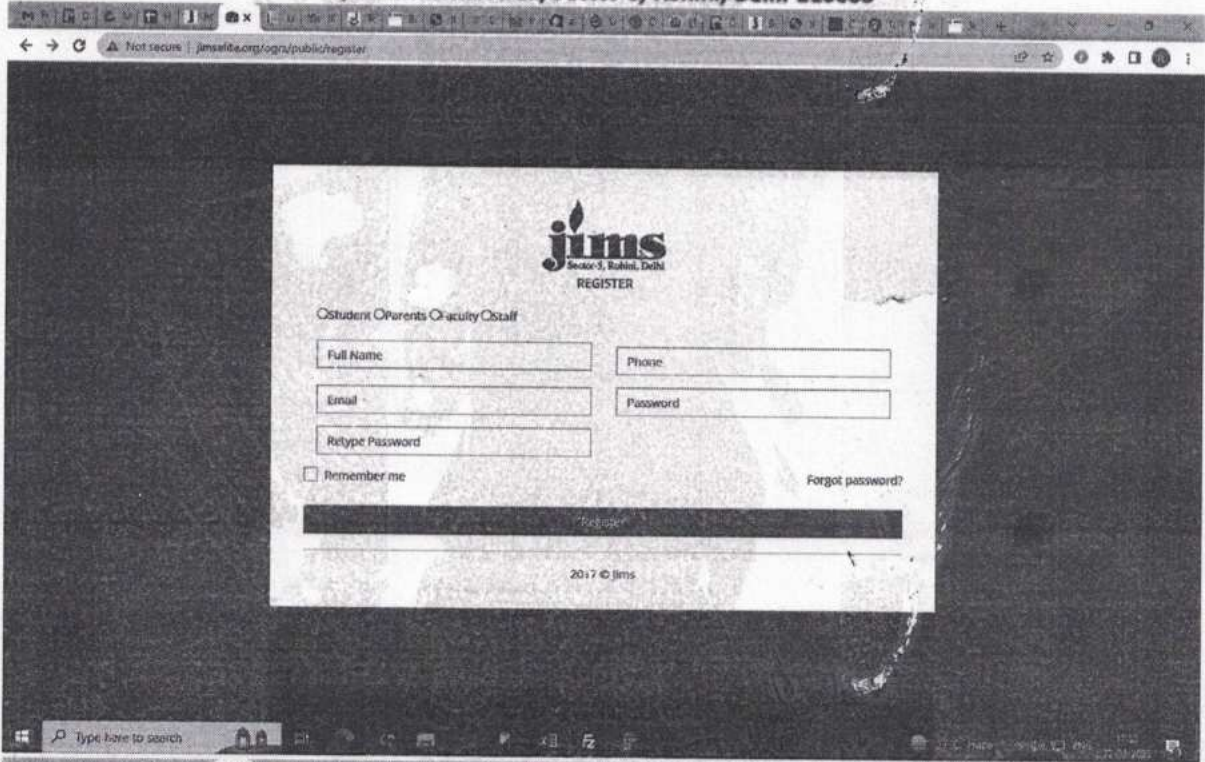 Not secure | jimselite.org/ogrs/public/register
jims
Sector-5, Rohini, Delhi
REGISTER
Student Parents Faculty Staff
Full Name
Phone
Email
Password
Retype Password
Remember me
Forgot password?
Register
2017 © Jims
Type here to search